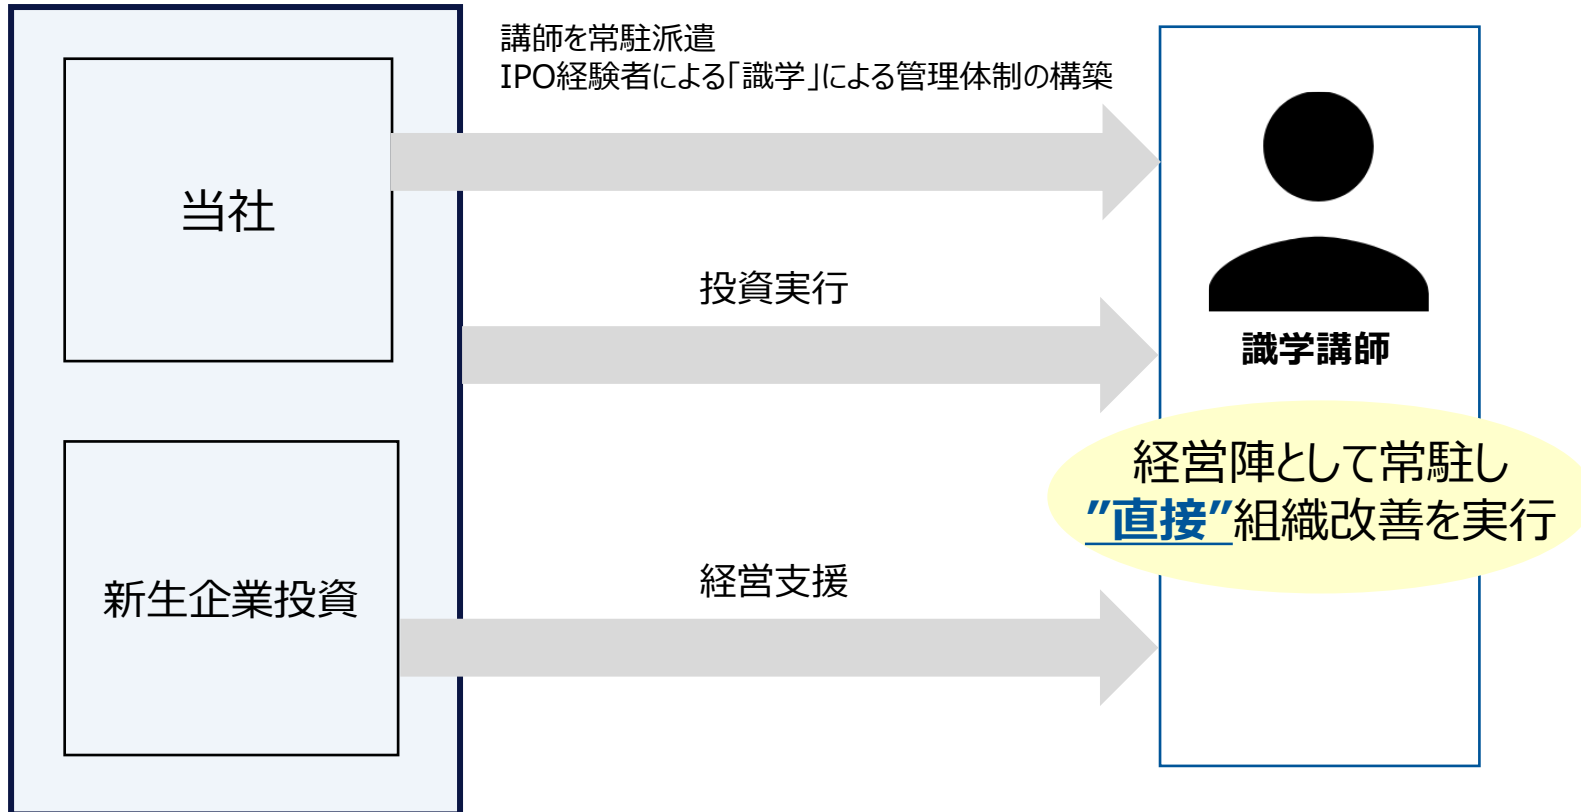 講師を常駐派遣
IPO経験者による「識学」による管理体制の構築
当社
投資実行
識学講師
経営陣として常駐し
”直接”組織改善を実行
経営支援
新生企業投資